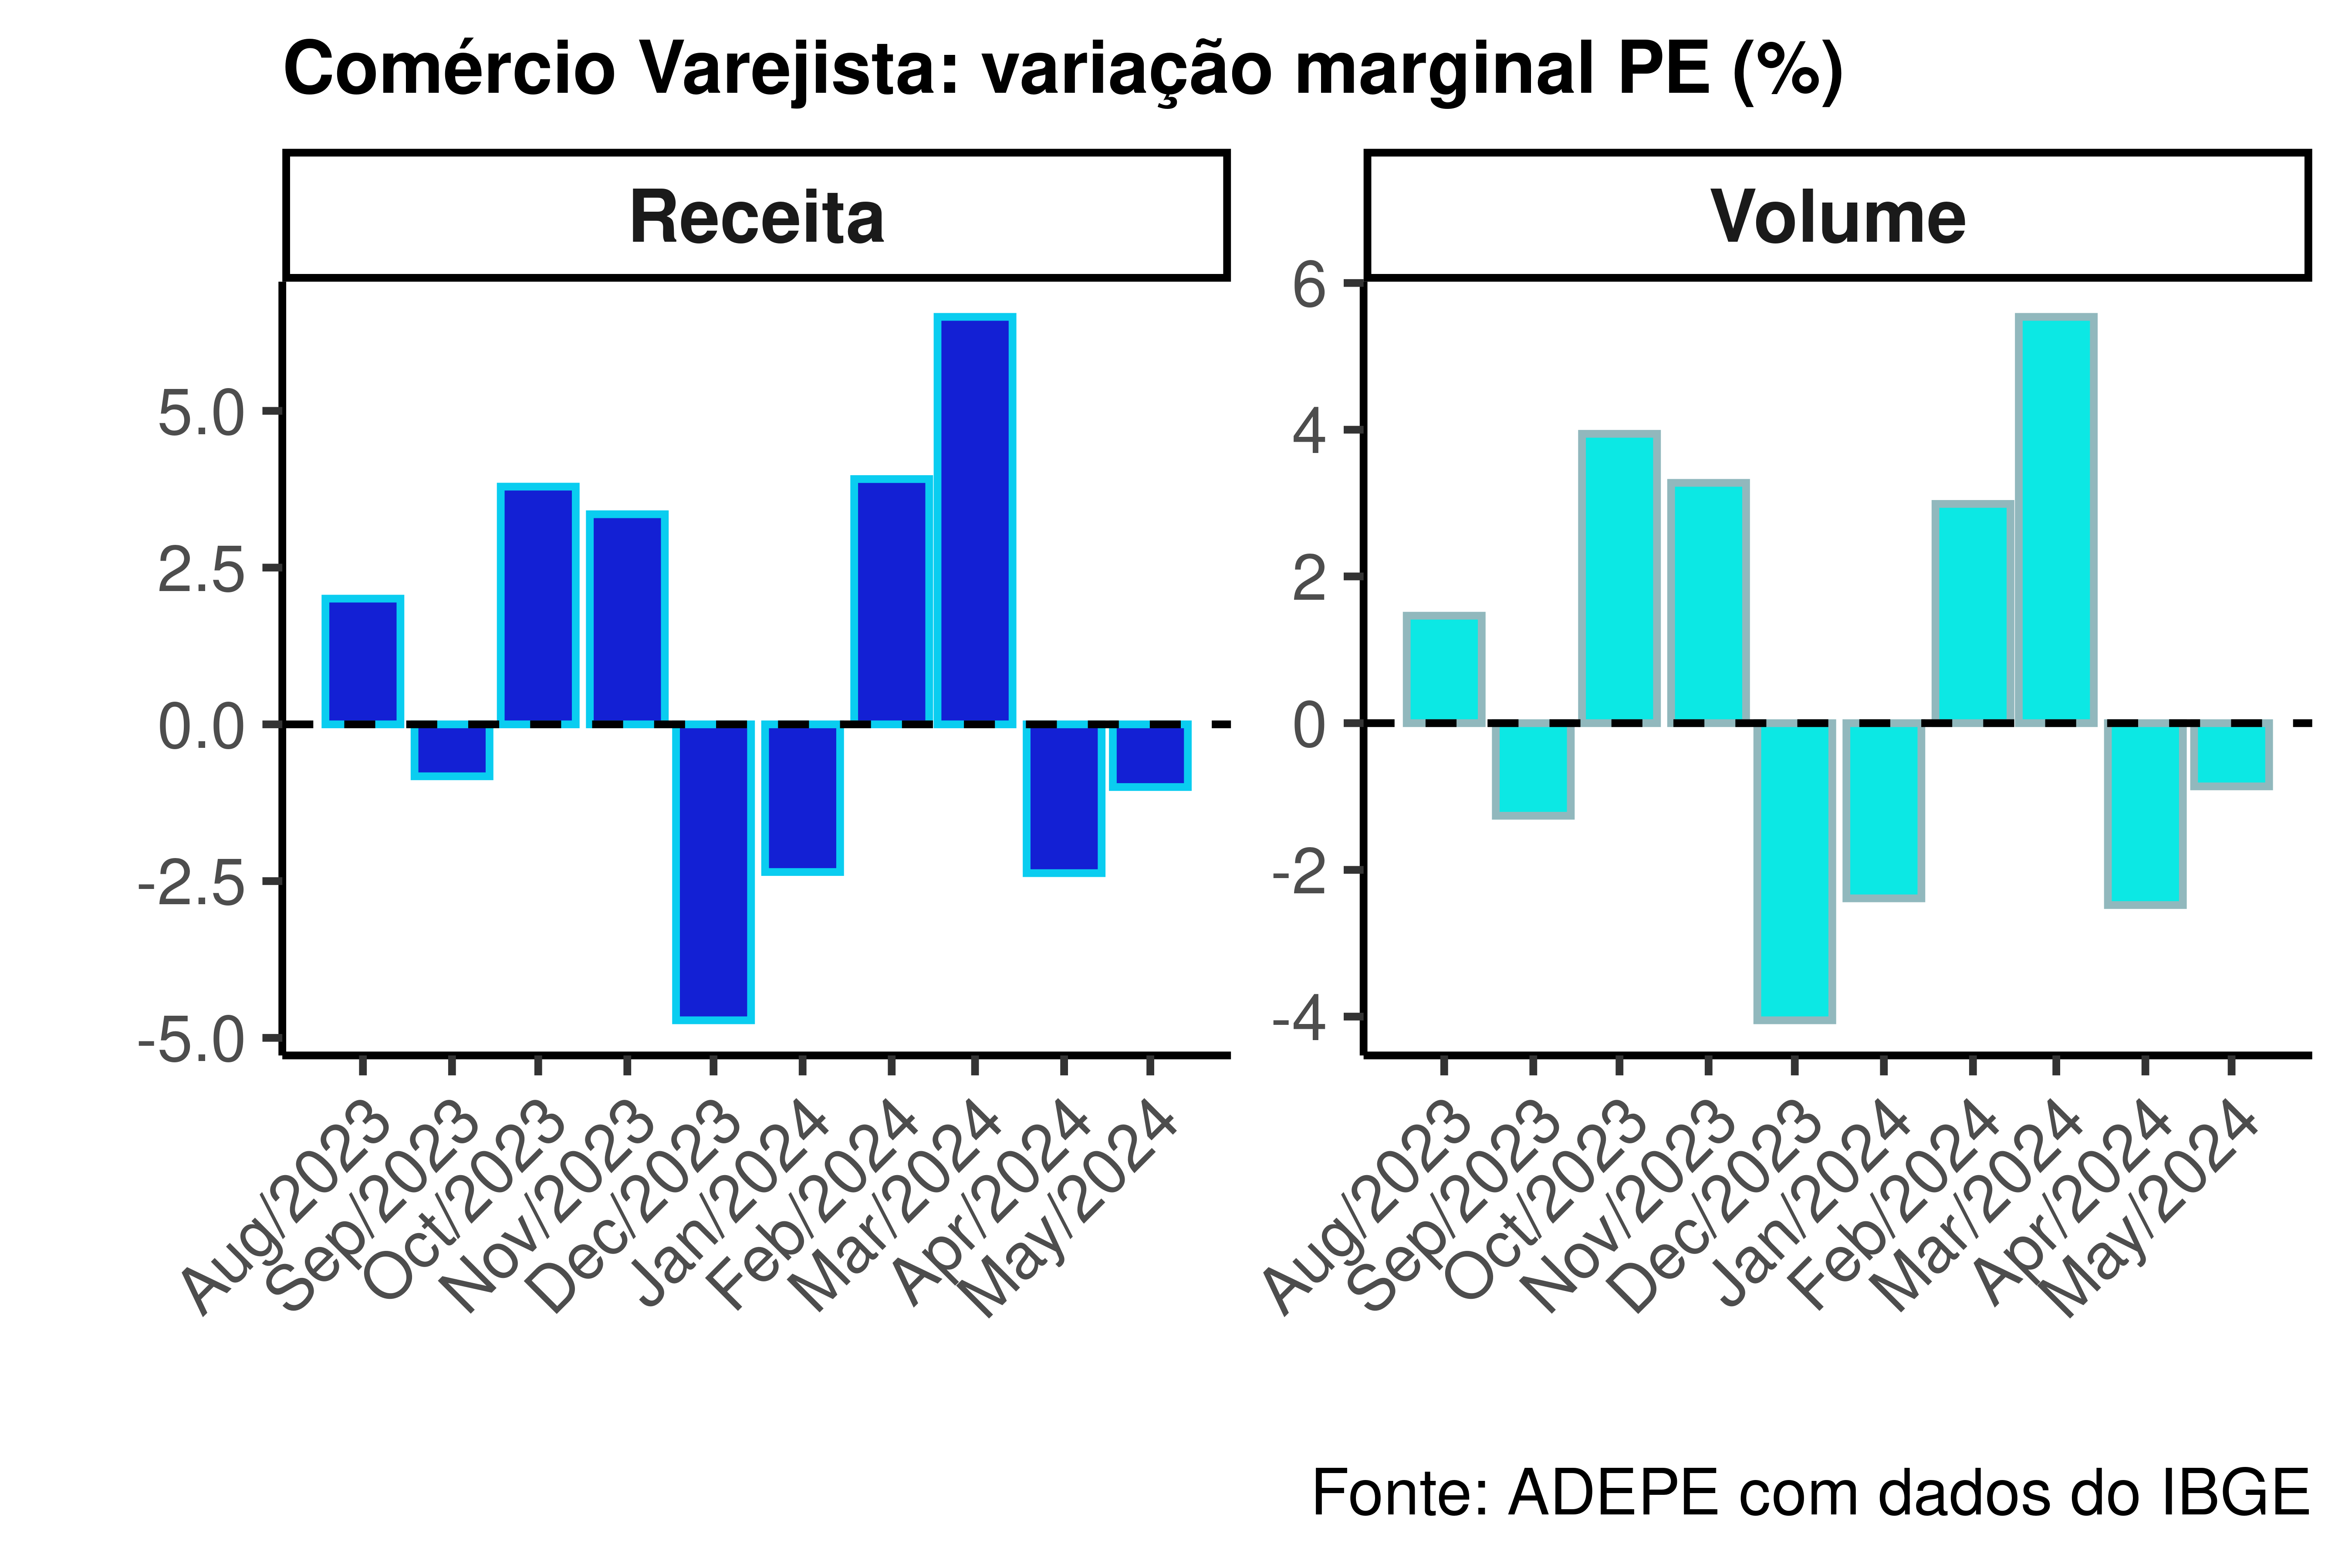 Comércio Varejista: variação marginal PE (%)
Receita
5.0
2.5
0.0
-2.5
-5.0
Aug/2023
Sep/2023
Oct/2023
Nov/2023
Dec/2023
Jan/2024
Feb/2024
Mar/2024
Apr/2024
May/2024
Volume
6
4
2
0
-2
-4
Aug/2023
Sep/2023
Oct/2023
Nov/2023
Dec/2023
Jan/2024
Feb/2024
Mar/2024
Apr/2024
May/2024
Fonte: ADEPE com dados do IBGE